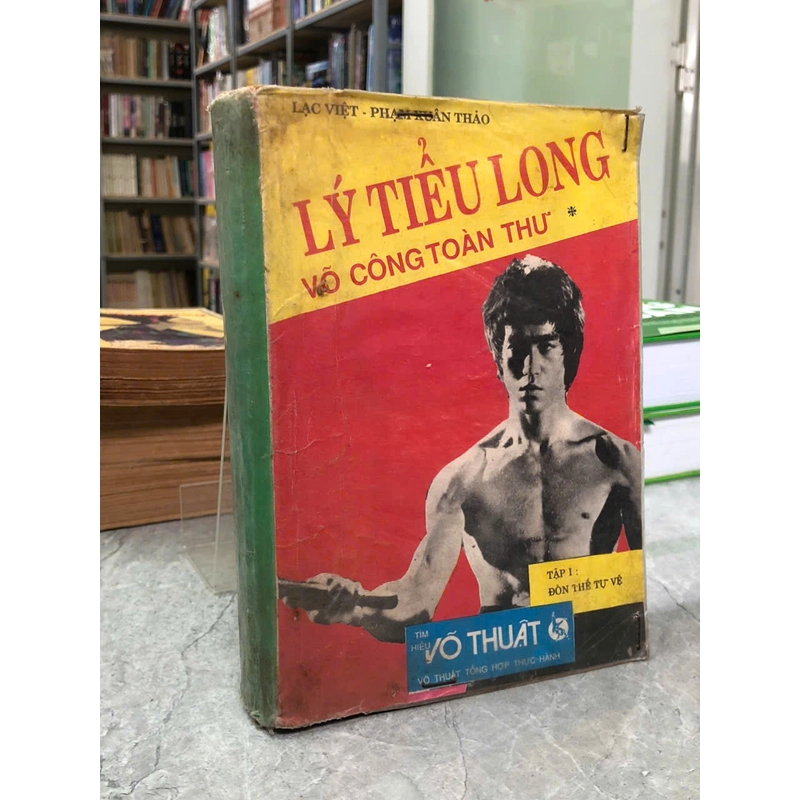 LẠC VIỆT - PHẠM XUÂN THẢO
LÝ TIỂU LONG
VÕ CÔNG TOÀN THƯ *
TẬP I :
ĐÒN THẾ TỰ VỆ
TÌM
HIỂU
VÕ THUẬT
VÕ THUẬT TỔNG HỢP THỰC HÀNH